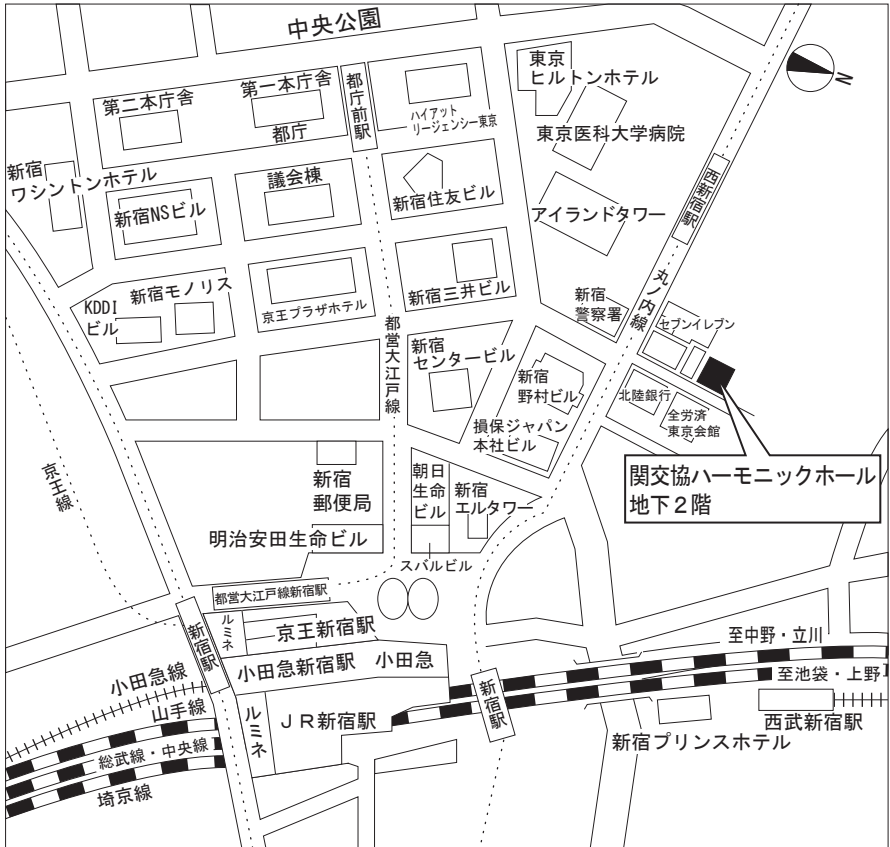 中央公園
N
東京
ヒルトンホテル
第二本庁舎
第一本庁舎
都庁
都庁前駅
ハイアット
リージェンシー東京
東京医科大学病院
新宿
ワシントンホテル
新宿NSビル
議会棟
新宿住友ビル
アイランドタワー
西新宿駅
KDDI
ビル
新宿モノリス
京王プラザホテル
新宿三井ビル
新宿
警察署
丸ノ内線
セブンイレブン
都営大江戸線
新宿
センタービル
新宿
野村ビル
北陸銀行
全労済
東京会館
損保ジャパン
本社ビル
関交協ハーモニックホール
地下2階
京王線
新宿
郵便局
朝日
生命
ビル
新宿
エルタワー
明治安田生命ビル
スバルビル
都営大江戸線新宿駅
ルミネ
京王新宿駅
新宿駅
小田急新宿駅
小田急
至中野・立川
至池袋・上野
小田急線
山手線
総武線・中央線
埼京線
ルミネ
JR新宿駅
新宿駅
新宿プリンスホテル
西武新宿駅